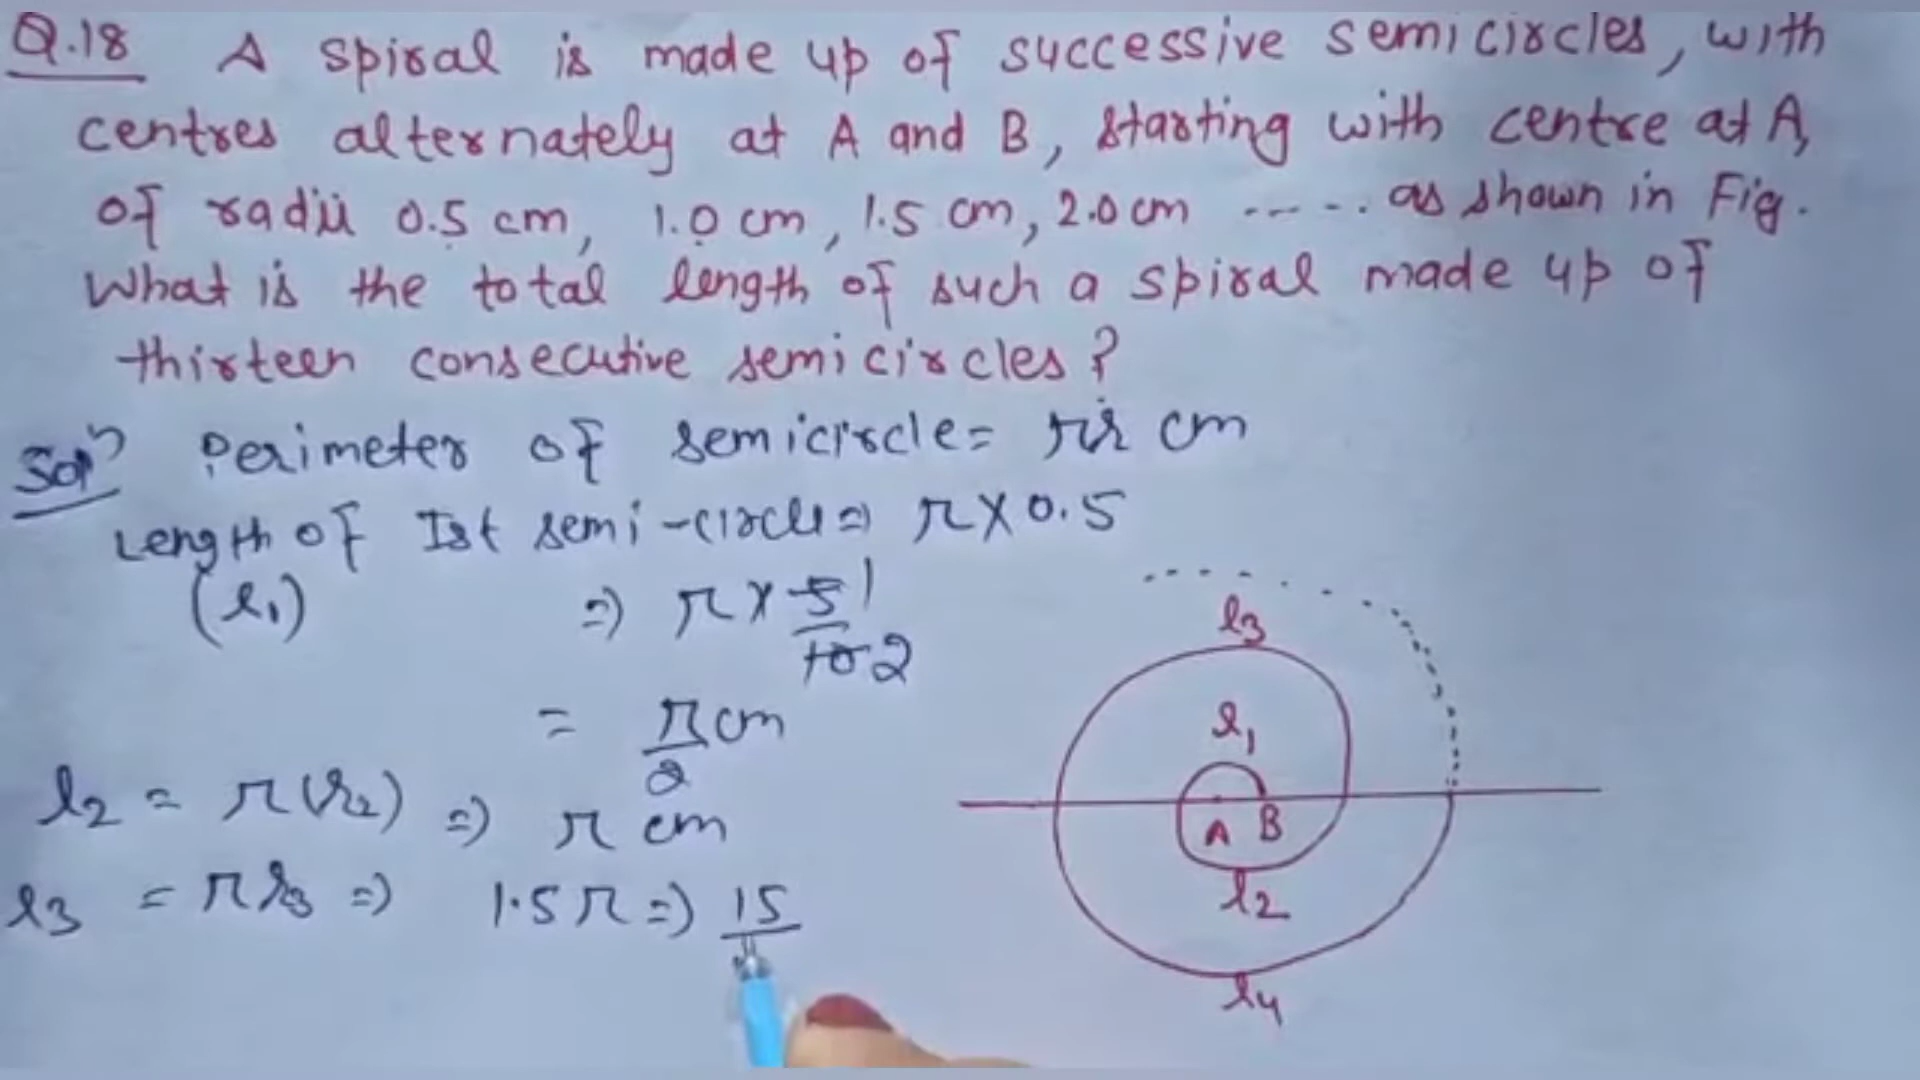 Q.18 A spiral is made up of successive semicircles, with
centres alternately at A and B, starting with centre at A,
of radii 0.5 cm, 1.0 cm, 1.5 cm, 2.0 cm ----- as shown in Fig.
What is the total length of such a spiral made up of
thirteen consecutive semicircles?
Solⁿ Perimeter of semicircle = πr cm
Length of Ist semi-circle => π×0.5
(l₁) => π × 5/10 1 2
= π/2 cm
l₂ = π(r₂) => π cm
l₃ = πr₃ => 1.5π => 15
l₃
l₁
A B
l₂
l₄